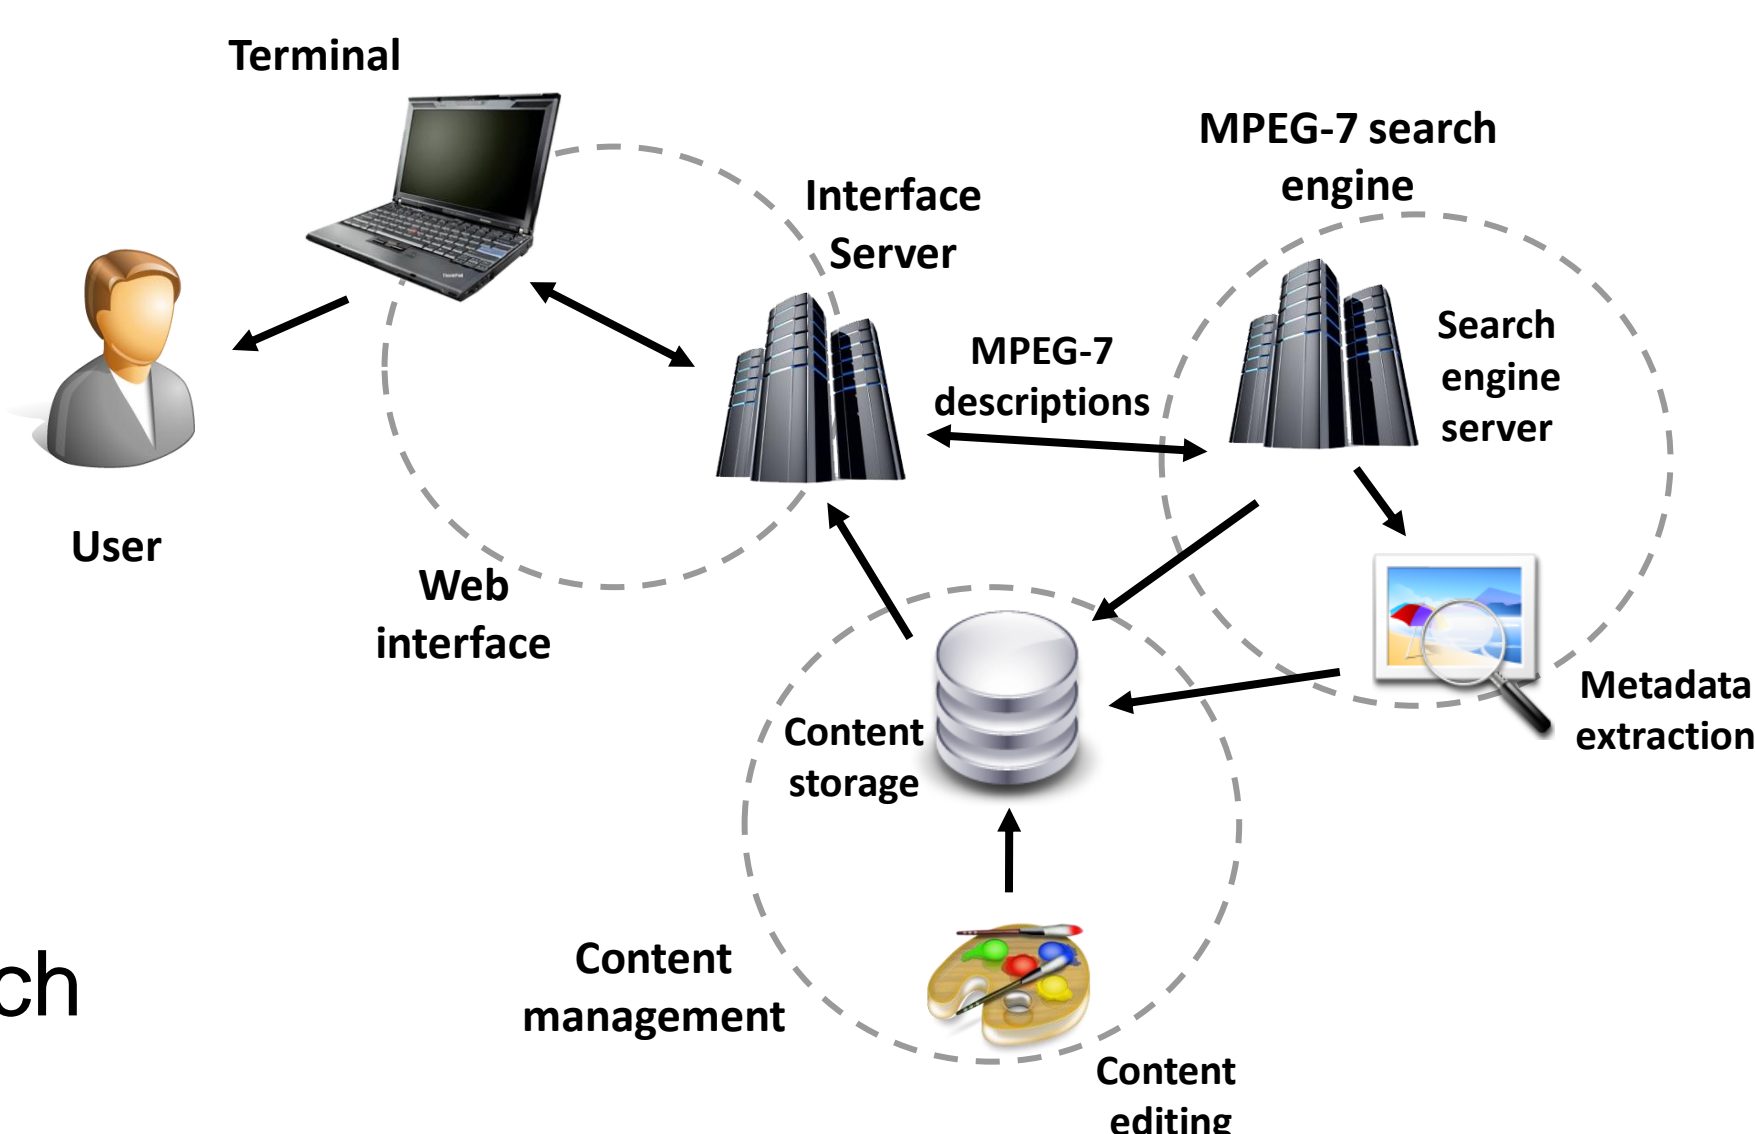 Terminal
MPEG-7 search
engine
Interface
Server
Search
engine
server
MPEG-7
descriptions
User
Web
interface
Metadata
extraction
Content
storage
Content
management
ch
Content
editing